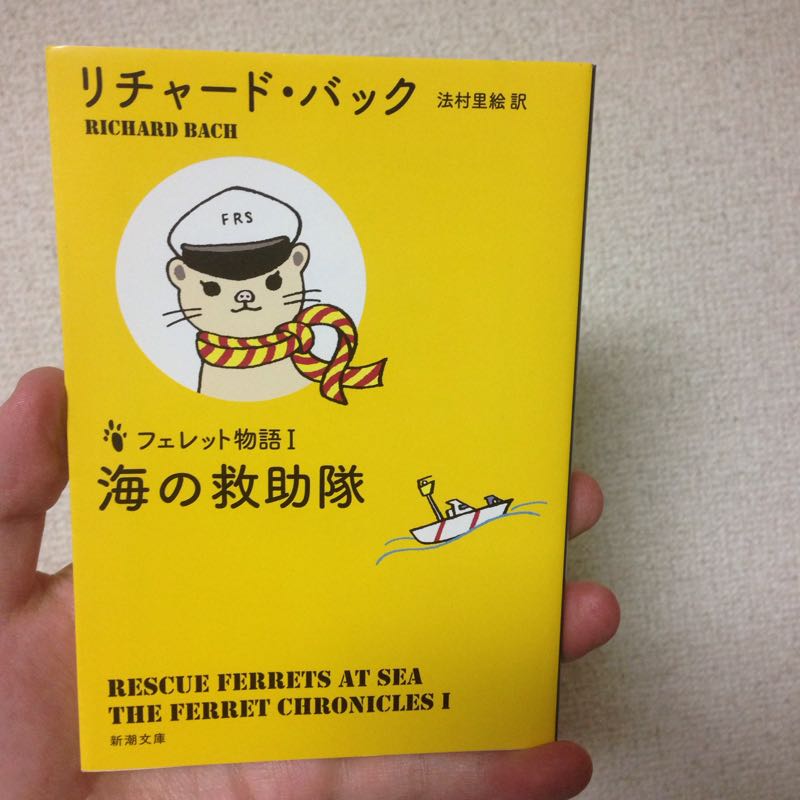 リチャード・バック 法村里絵 訳
RICHARD BACH
FRS
フェレット物語I
海の救助隊
RESCUE FERRETS AT SEA
THE FERRET CHRONICLES I
新潮文庫